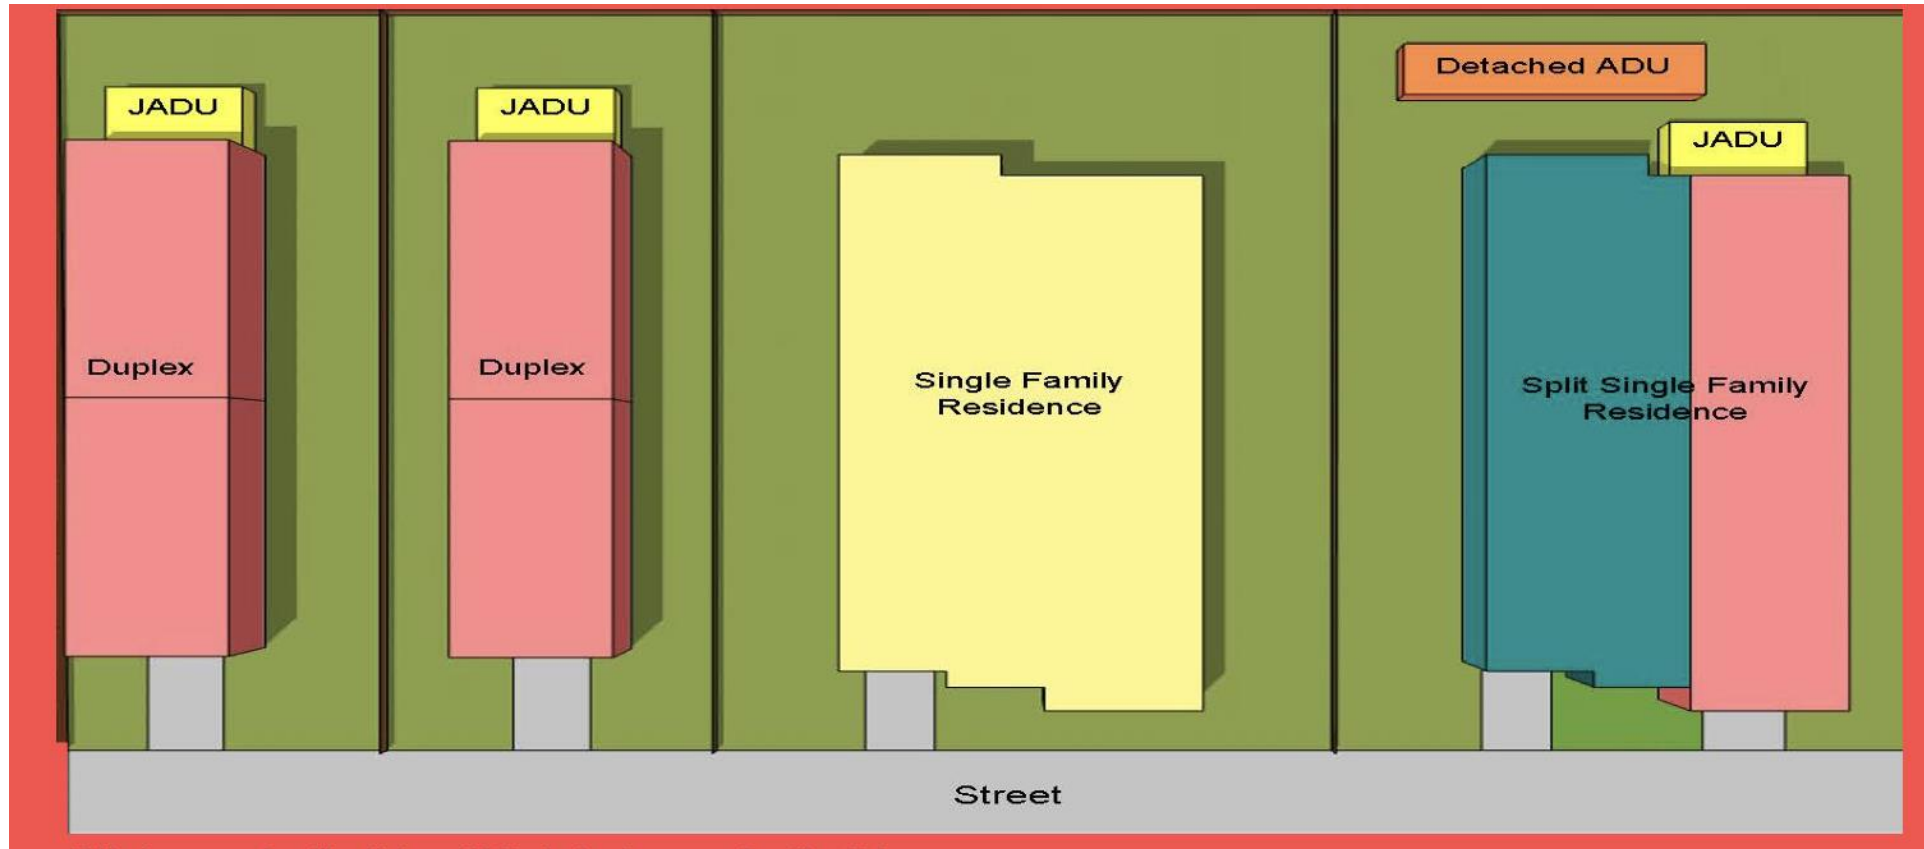 Detached ADU
JADU
JADU
JADU
Duplex
Duplex
Single Family
Residence
Split Single Family
Residence
Street